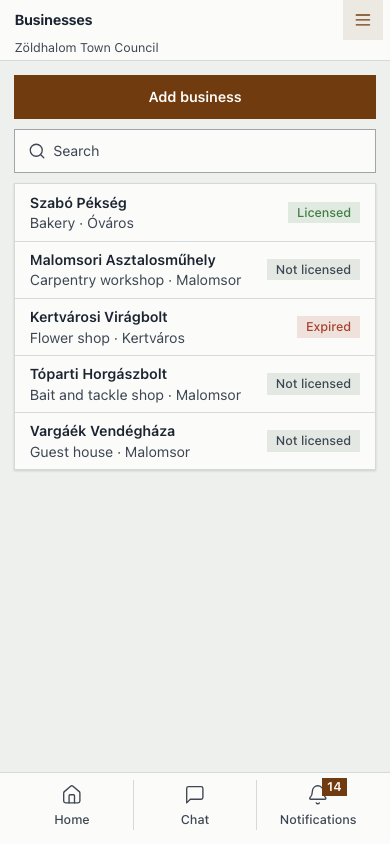 Businesses
Zöldhalom Town Council
Add business
Search
Szabó Pékség
Bakery · Óváros
Licensed
Malomsori Asztalosműhely
Carpentry workshop · Malomsor
Not licensed
Kertvárosi Virágbolt
Flower shop · Kertváros
Expired
Tóparti Horgászbolt
Bait and tackle shop · Malomsor
Not licensed
Vargáék Vendégháza
Guest house · Malomsor
Not licensed
14
Home
Chat
Notifications